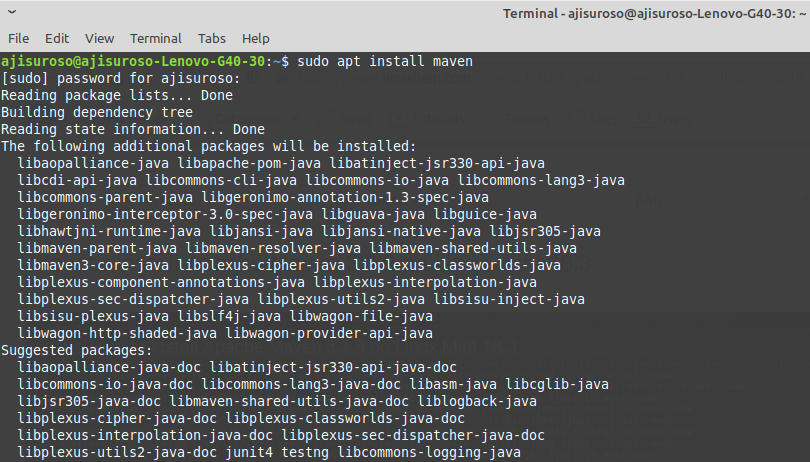 Terminal - ajisuroso@ajisuroso-Lenovo-G40-30: ~
File Edit View Terminal Tabs Help
ajisuroso@ajisuroso-Lenovo-G40-30:~$ sudo apt install maven
[sudo] password for ajisuroso:
Reading package lists... Done
Building dependency tree
Reading state information... Done
The following additional packages will be installed:
  libaopalliance-java libapache-pom-java libatinject-jsr330-api-java
  libcdi-api-java libcommons-cli-java libcommons-io-java libcommons-lang3-java
  libcommons-parent-java libgeronimo-annotation-1.3-spec-java
  libgeronimo-interceptor-3.0-spec-java libguava-java libguice-java
  libhawtjni-runtime-java libjansi-java libjansi-native-java libjsr305-java
  libmaven-parent-java libmaven-resolver-java libmaven-shared-utils-java
  libmaven3-core-java libplexus-cipher-java libplexus-classworlds-java
  libplexus-component-annotations-java libplexus-interpolation-java
  libplexus-sec-dispatcher-java libplexus-utils2-java libsisu-inject-java
  libsisu-plexus-java libslf4j-java libwagon-file-java
  libwagon-http-shaded-java libwagon-provider-api-java
Suggested packages:
  libaopalliance-java-doc libatinject-jsr330-api-java-doc
  libcommons-io-java-doc libcommons-lang3-java-doc libasm-java libcglib-java
  libjsr305-java-doc libmaven-shared-utils-java-doc liblogback-java
  libplexus-cipher-java-doc libplexus-classworlds-java-doc
  libplexus-interpolation-java-doc libplexus-sec-dispatcher-java-doc
  libplexus-utils2-java-doc junit4 testng libcommons-logging-java